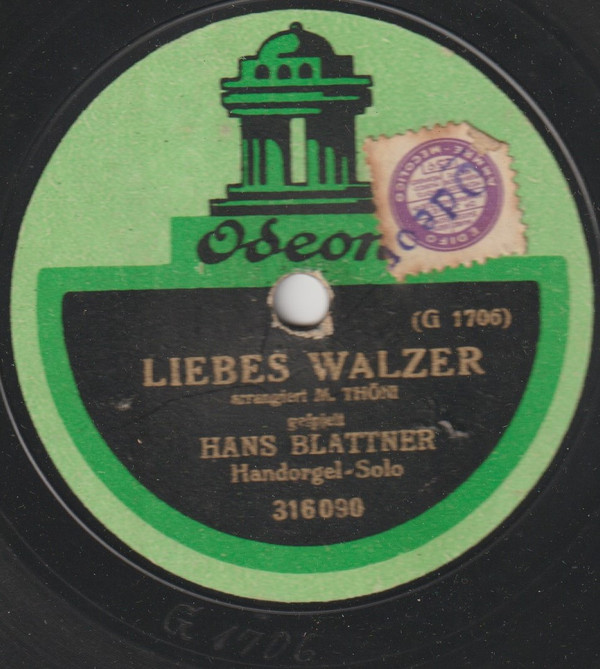 Odeon
(G 1706)
LIEBES WALZER
arrangiert M. THÖNI
gespielt
HANS BLATTNER
Handorgel-Solo
316090
G 1706